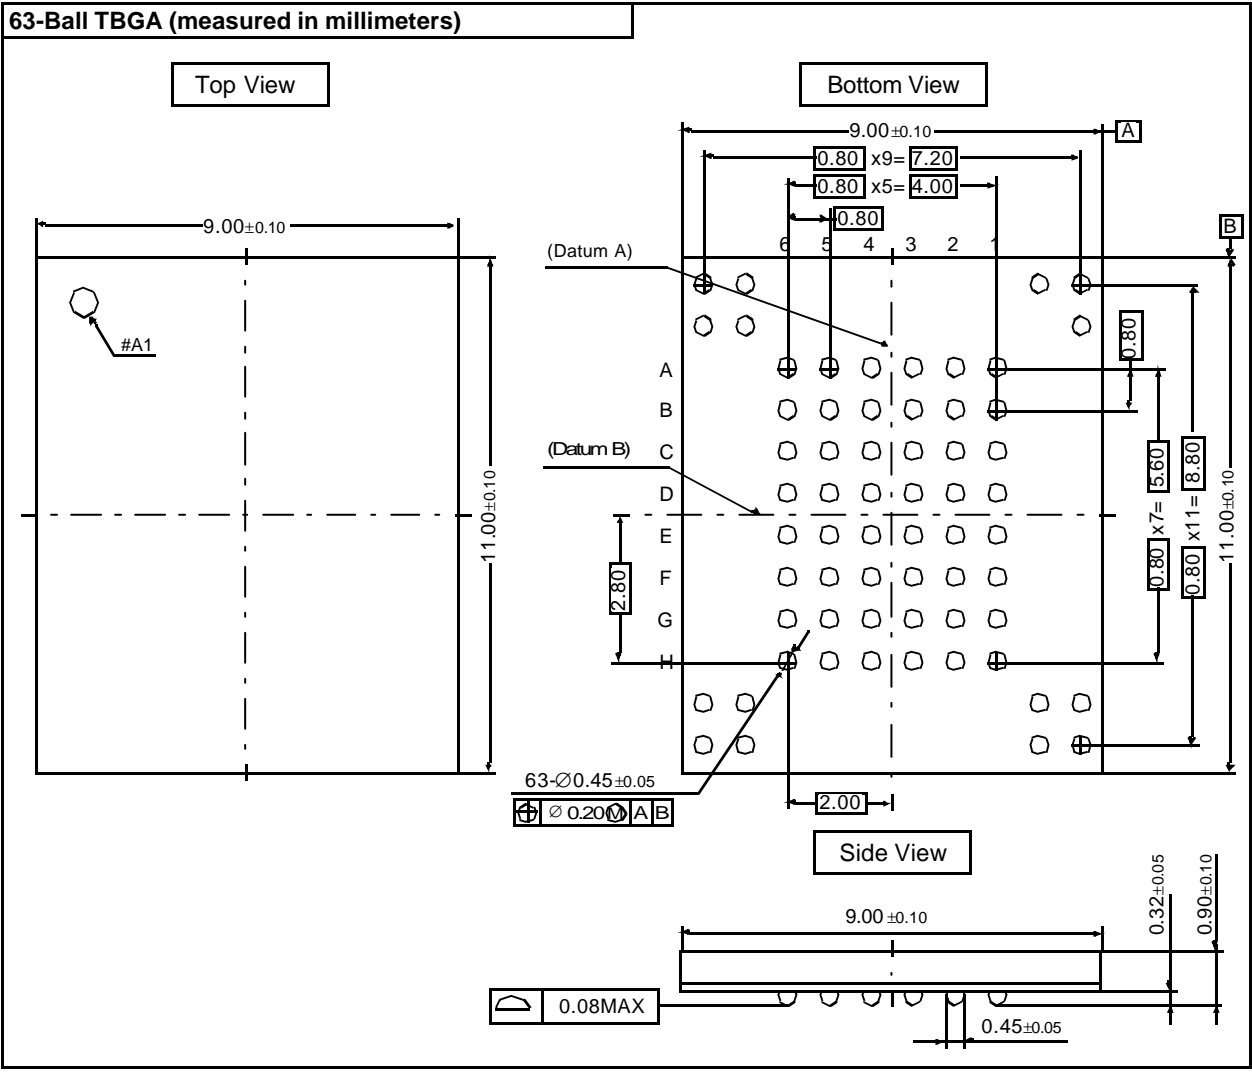 63-Ball TBGA (measured in millimeters)
Top View
Bottom View
9.00±0.10
A
0.80 x9= 7.20
0.80 x5= 4.00
0.80
9.00±0.10
B
6 5 4 3 2 1
(Datum A)
#A1
0.80
A
B
C
D
E
F
G
H
(Datum B)
11.00±0.10
2.80
0.80 x7= 5.60
0.80 x11= 8.80
11.00±0.10
63-∅0.45±0.05
∅ 0.20 Ⓜ A B
2.00
Side View
9.00 ±0.10
0.32±0.05
0.90±0.10
0.08MAX
0.45±0.05